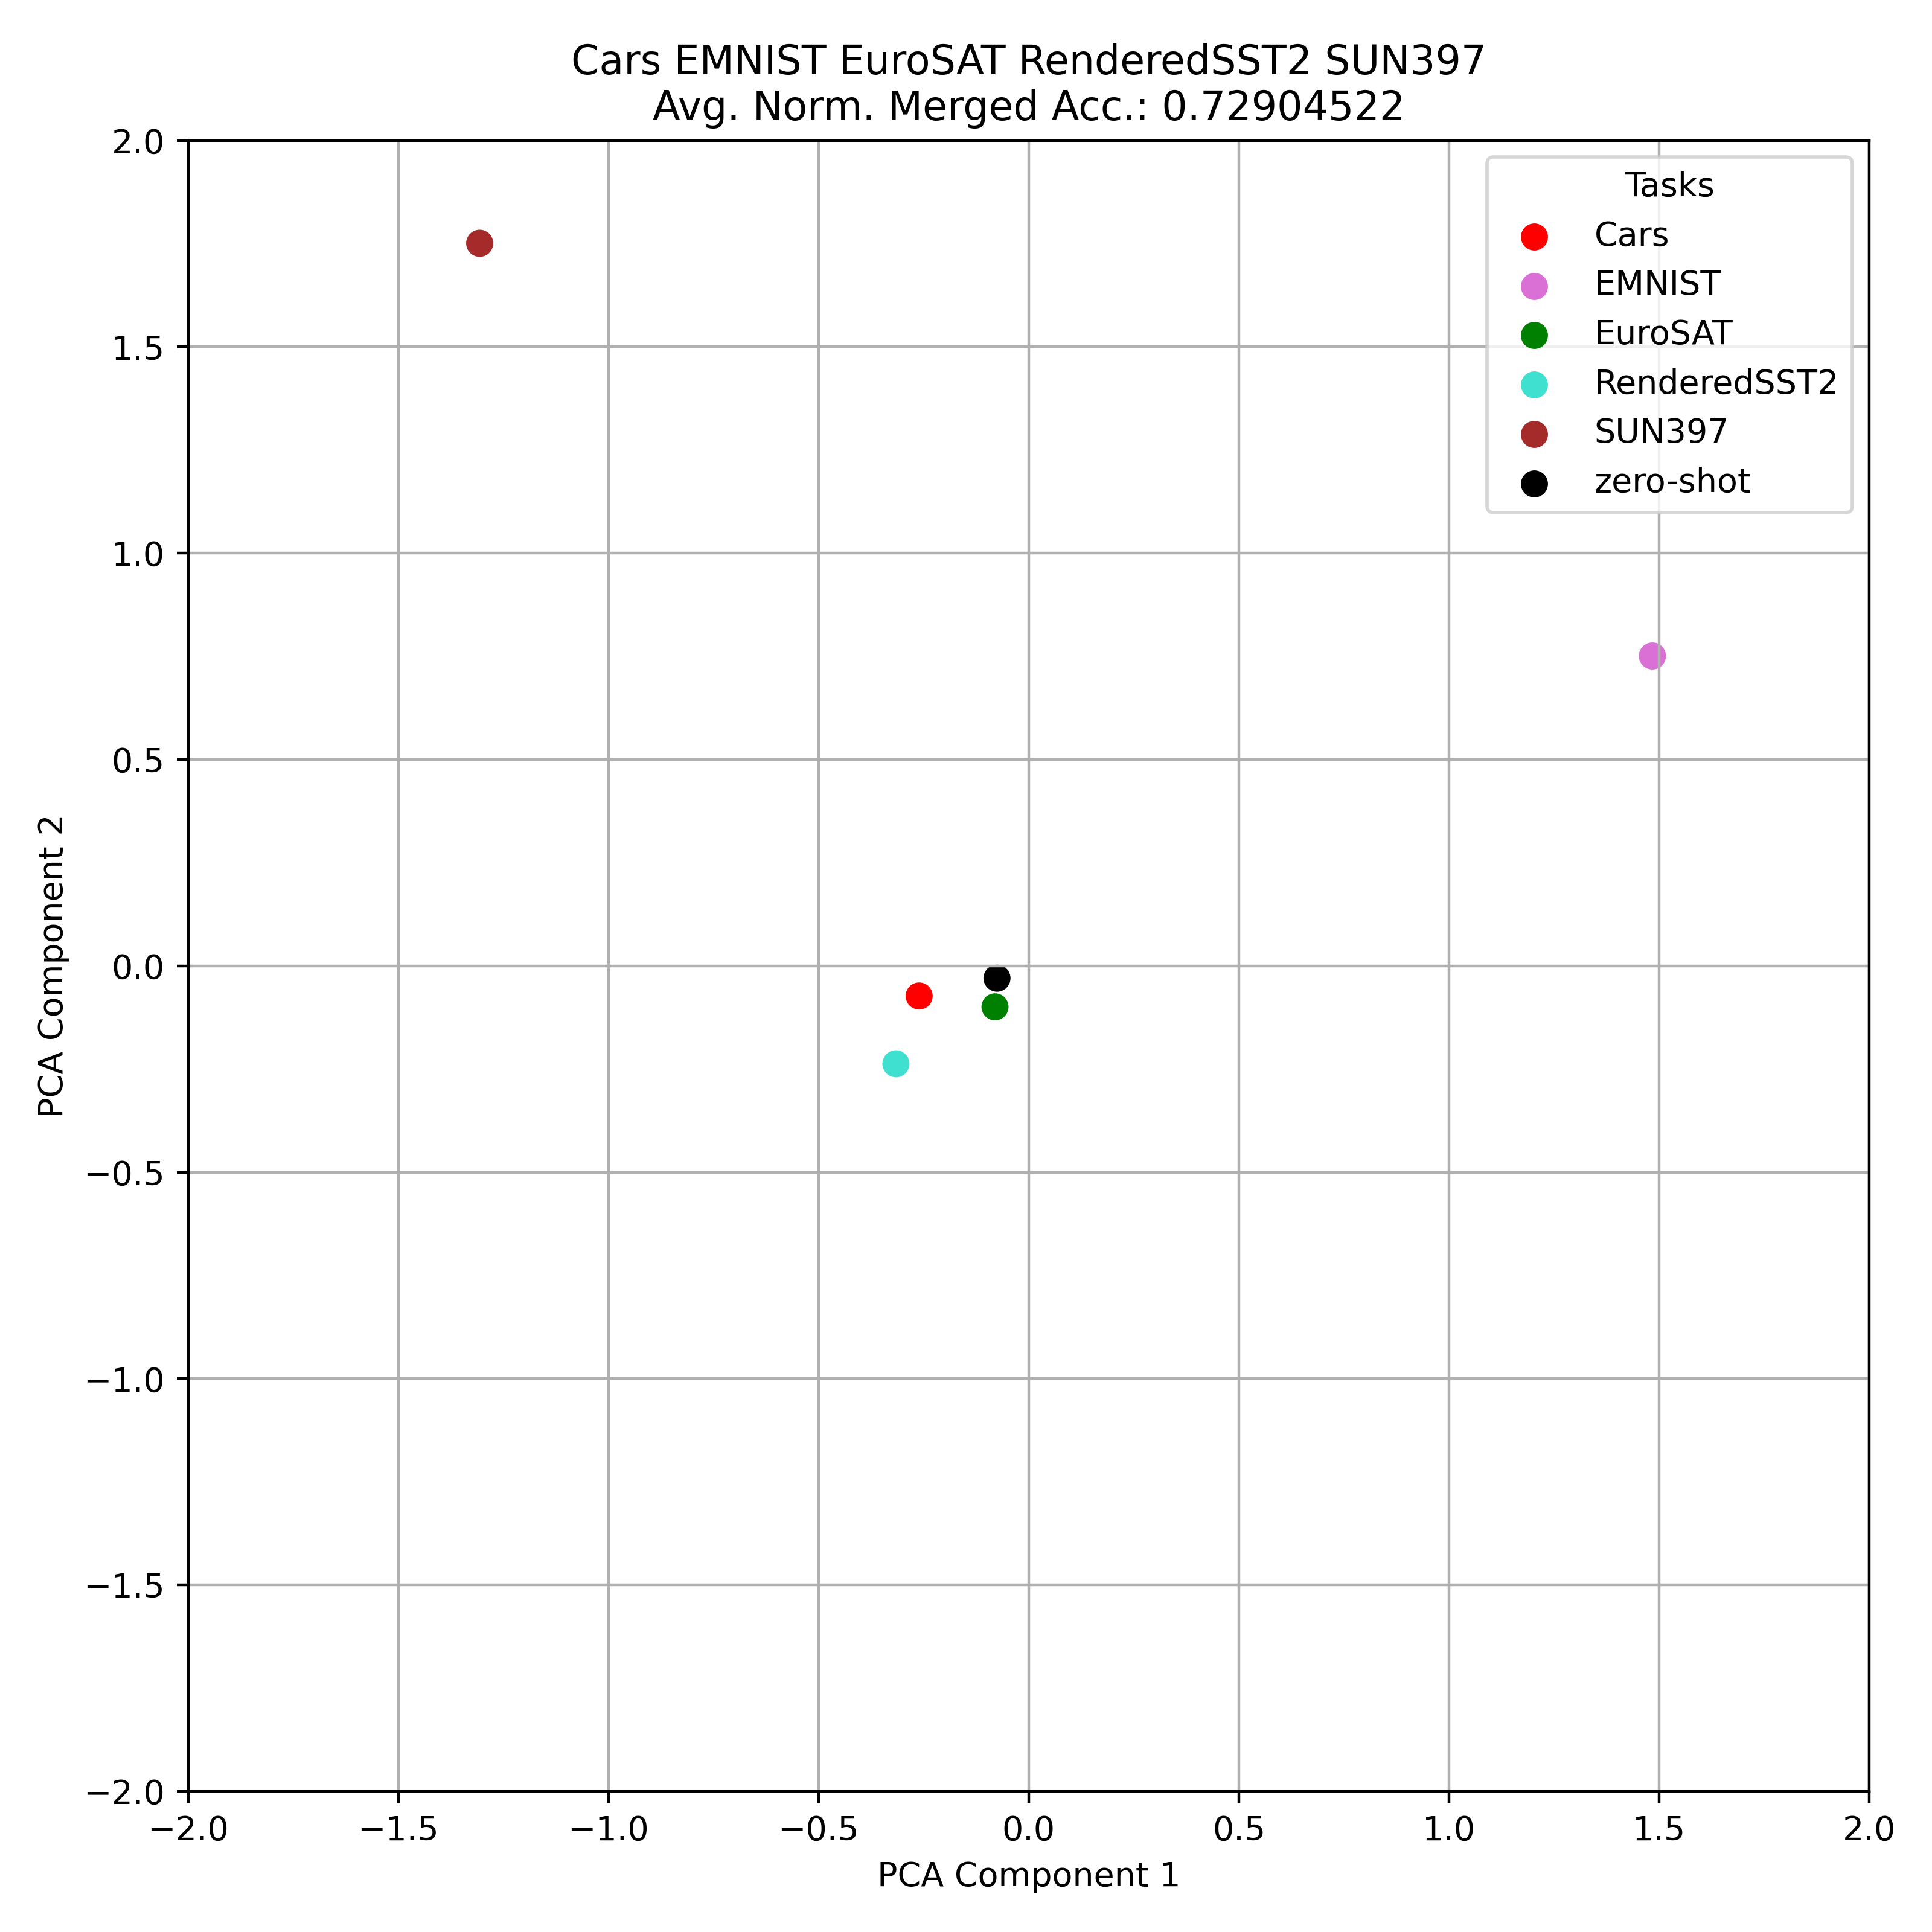 Cars EMNIST EuroSAT RenderedSST2 SUN397
Avg. Norm. Merged Acc.: 0.72904522
Tasks
Cars
EMNIST
EuroSAT
RenderedSST2
SUN397
zero-shot
PCA Component 2
2.0
1.5
1.0
0.5
0.0
−0.5
−1.0
−1.5
−2.0
−2.0 −1.5 −1.0 −0.5 0.0 0.5 1.0 1.5 2.0
PCA Component 1